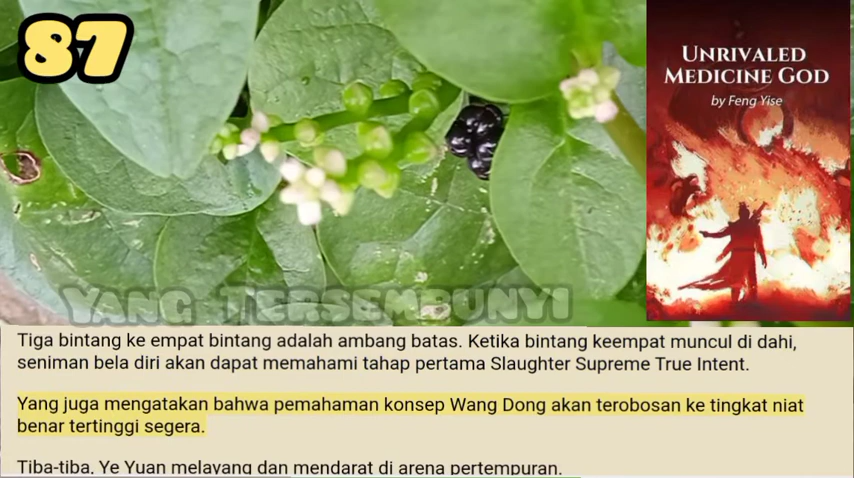 87
UNRIVALED
MEDICINE GOD
by Feng Yise
YANG TERSEMBUNYI
Tiga bintang ke empat bintang adalah ambang batas. Ketika bintang keempat muncul di dahi,
seniman bela diri akan dapat memahami tahap pertama Slaughter Supreme True Intent.
Yang juga mengatakan bahwa pemahaman konsep Wang Dong akan terobosan ke tingkat niat
benar tertinggi segera.
Tiba-tiba, Ye Yuan melayang dan mendarat di arena pertempuran.